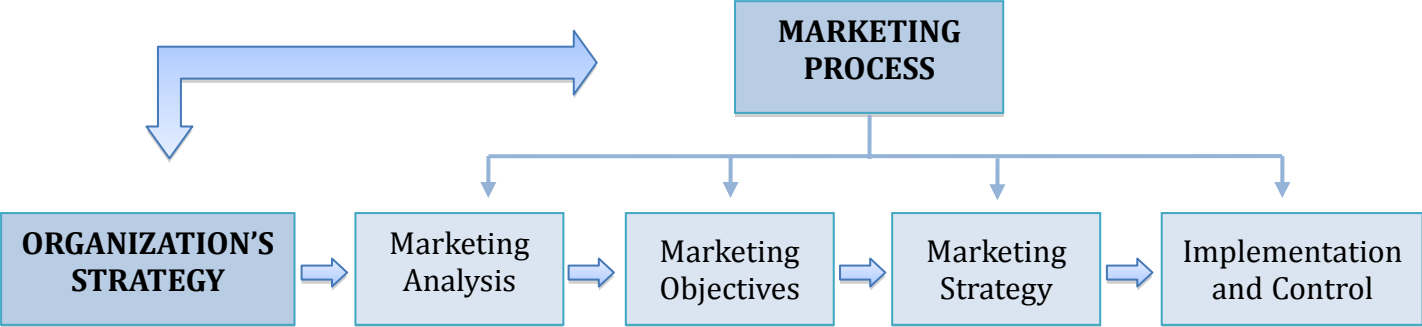 MARKETING
PROCESS
ORGANIZATION’S
STRATEGY
Marketing
Analysis
Marketing
Objectives
Marketing
Strategy
Implementation
and Control